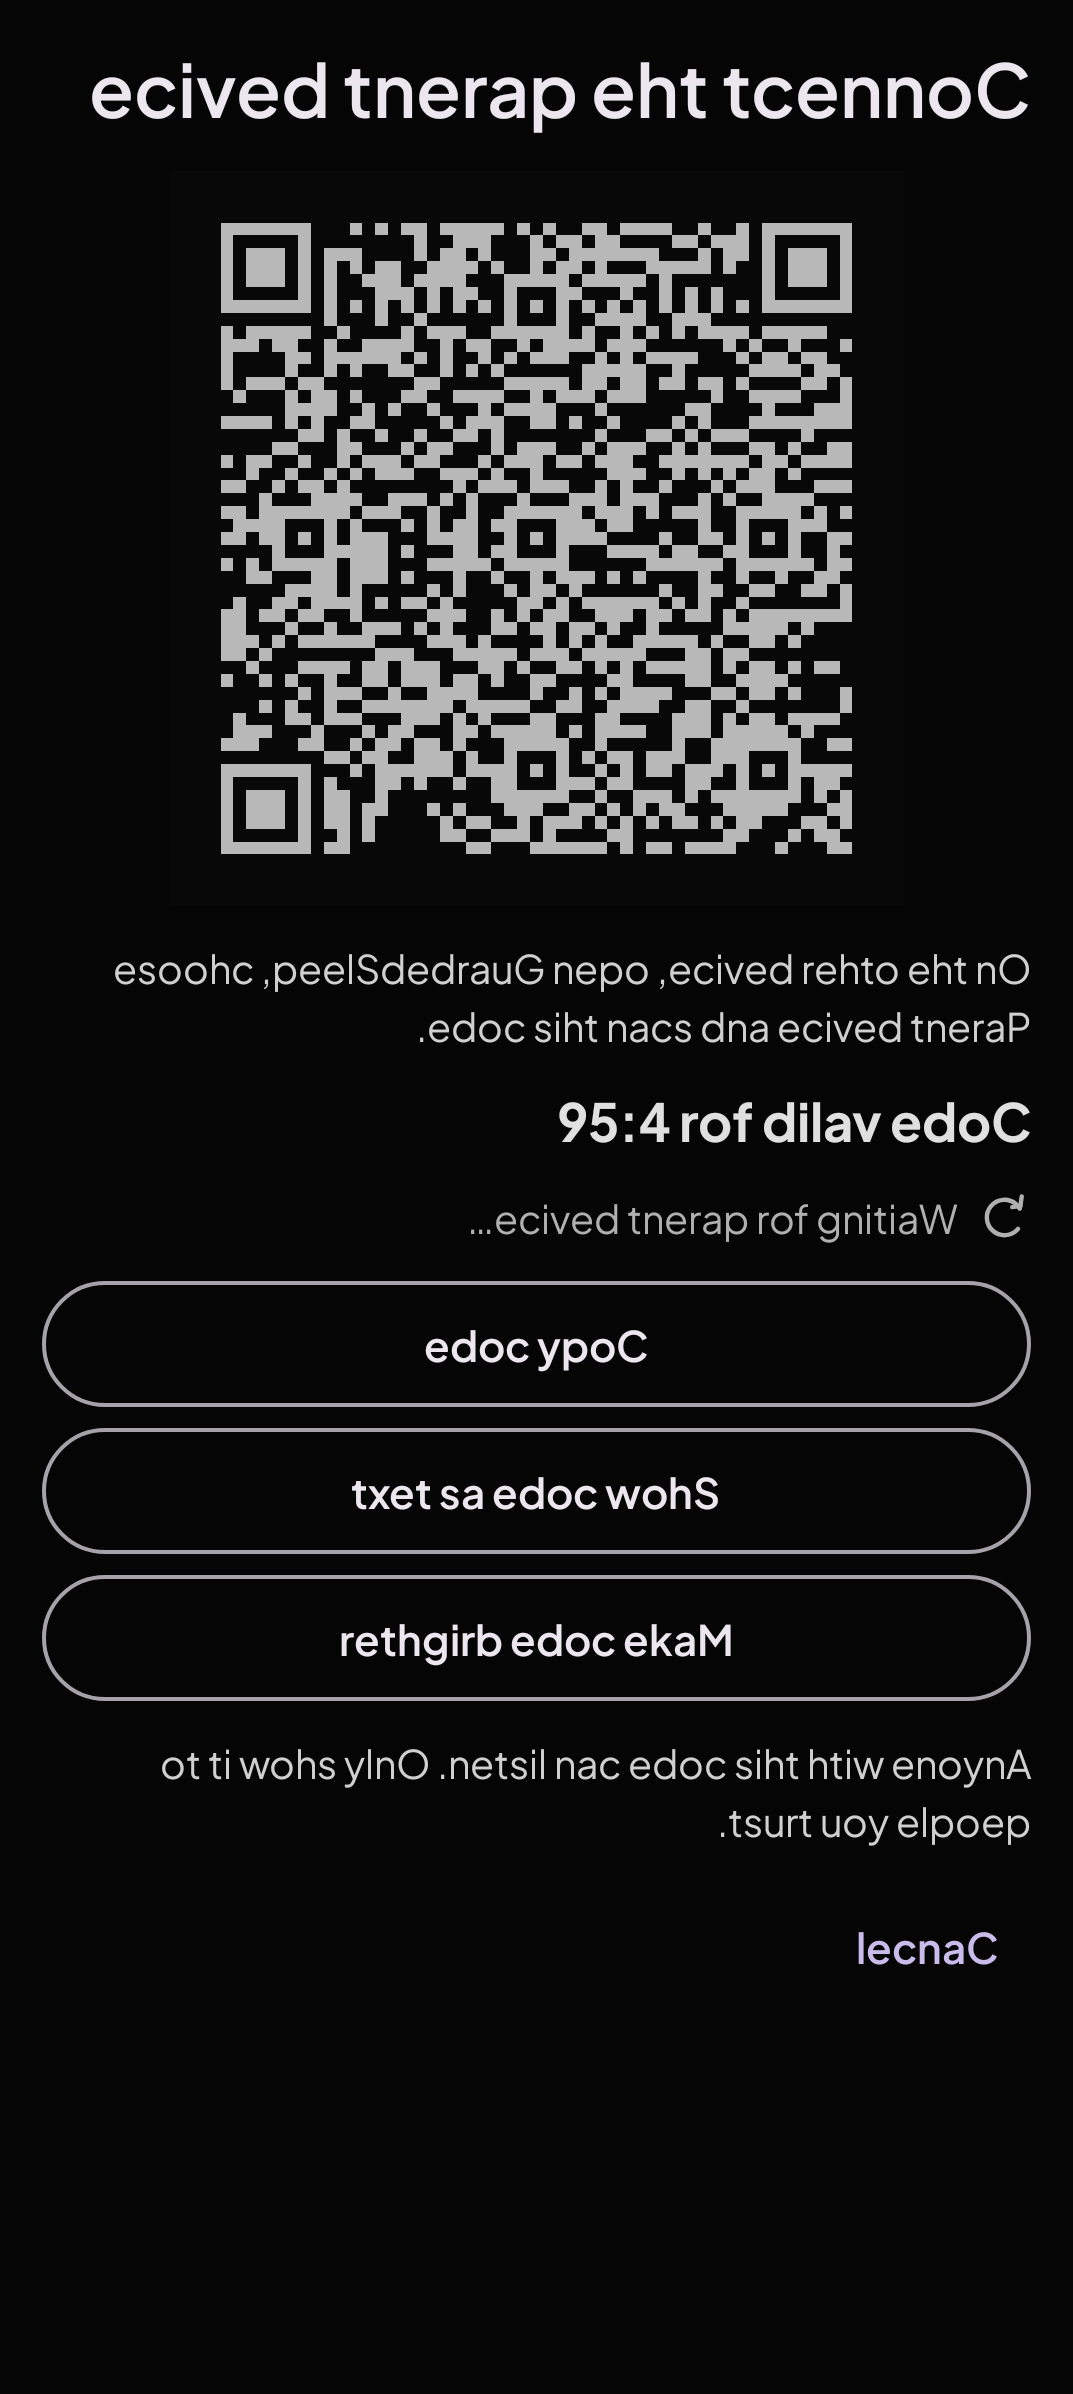 ecived tnerap eht tcennoC
esoohc ,peelSdedrauG nepo ,ecived rehto eht nO
.edoc siht nacs dna ecived tneraP
95:4 rof dilav edoC
…ecived tnerap rof gnitiaW
edoc ypoC
txet sa edoc wohS
rethgirb edoc ekaM
ot ti wohs ylnO .netsil nac edoc siht htiw enoynA
.tsurt uoy elpoep
lecnaC